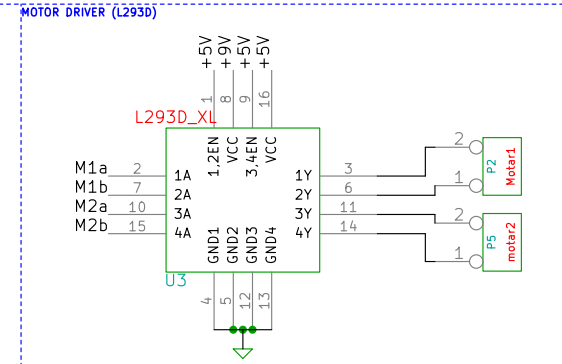 MOTOR DRIVER (L293D)
+5V +9V +5V +5V
1 8 9 16
L293D_XL
1,2EN VCC 3,4EN VCC
M1a 2 1A 1Y 3 2
M1b 7 2A 2Y 6 1
P2 Motar1
M2a 10 3A 3Y 11 2
M2b 15 4A 4Y 14 1
P5 motar2
GND1 GND2 GND3 GND4
U3
4 5 12 13